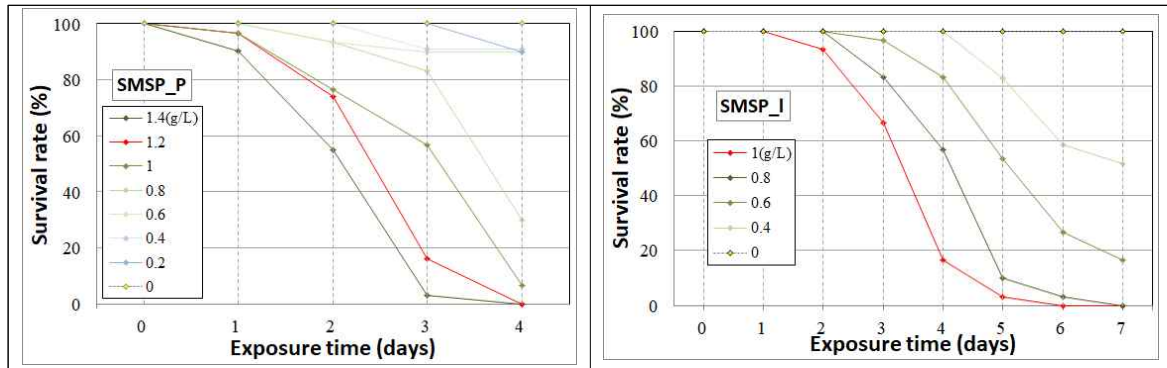 100
80
60
40
20
0
Survival rate (%)
SMSP_P
1.4(g/L)
1.2
1
0.8
0.6
0.4
0.2
0
0 1 2 3 4
Exposure time (days)
100
80
60
40
20
0
Survival rate (%)
SMSP_I
1(g/L)
0.8
0.6
0.4
0
0 1 2 3 4 5 6 7
Exposure time (days)